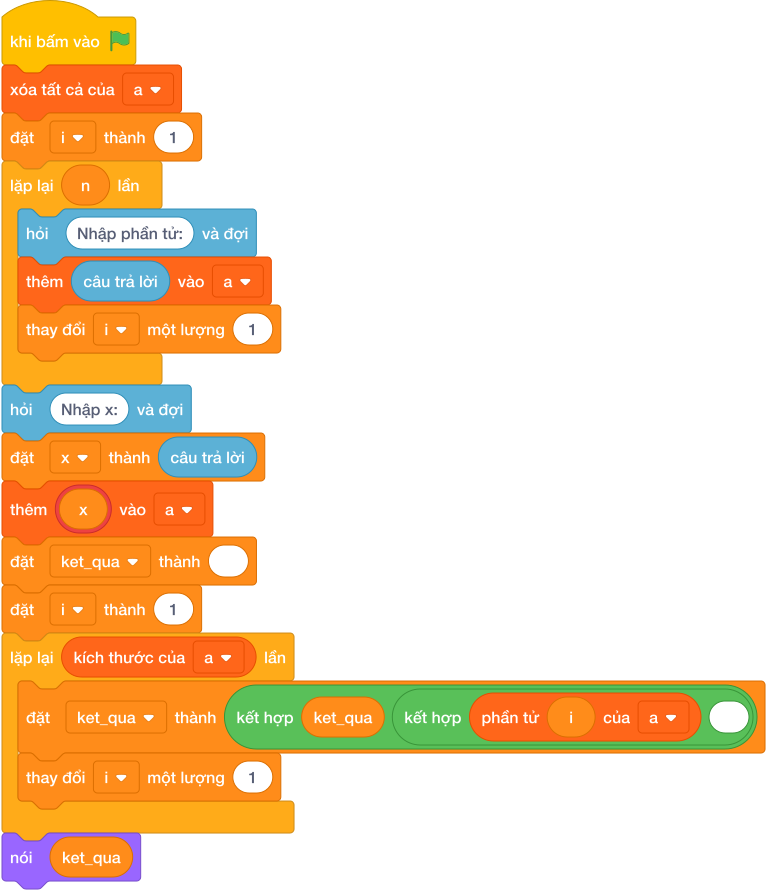 khi bấm vào
xóa tất cả của a
đặt i thành 1
lặp lại n lần
hỏi Nhập phần tử: và đợi
thêm câu trả lời vào a
thay đổi i một lượng 1
hỏi Nhập x: và đợi
đặt x thành câu trả lời
thêm x vào a
đặt ket_qua thành
đặt i thành 1
lặp lại kích thước của a lần
đặt ket_qua thành kết hợp ket_qua kết hợp phần tử i của a
thay đổi i một lượng 1
nói ket_qua